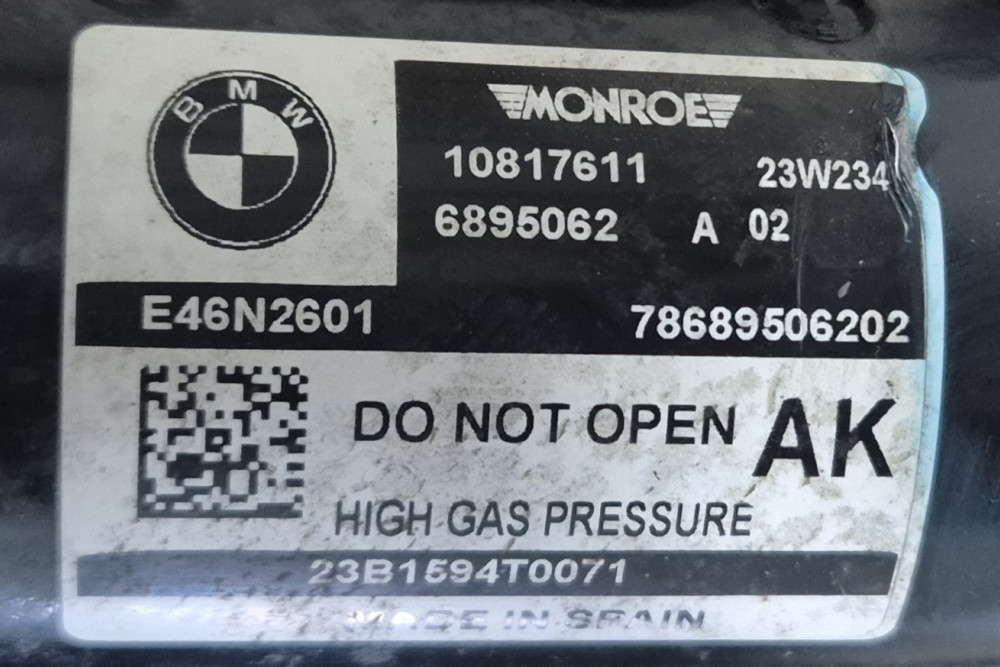 BMW
MONROE
10817611 23W234
6895062 A 02
E46N2601 78689506202
DO NOT OPEN AK
HIGH GAS PRESSURE
23B1594T0071
MADE IN SPAIN